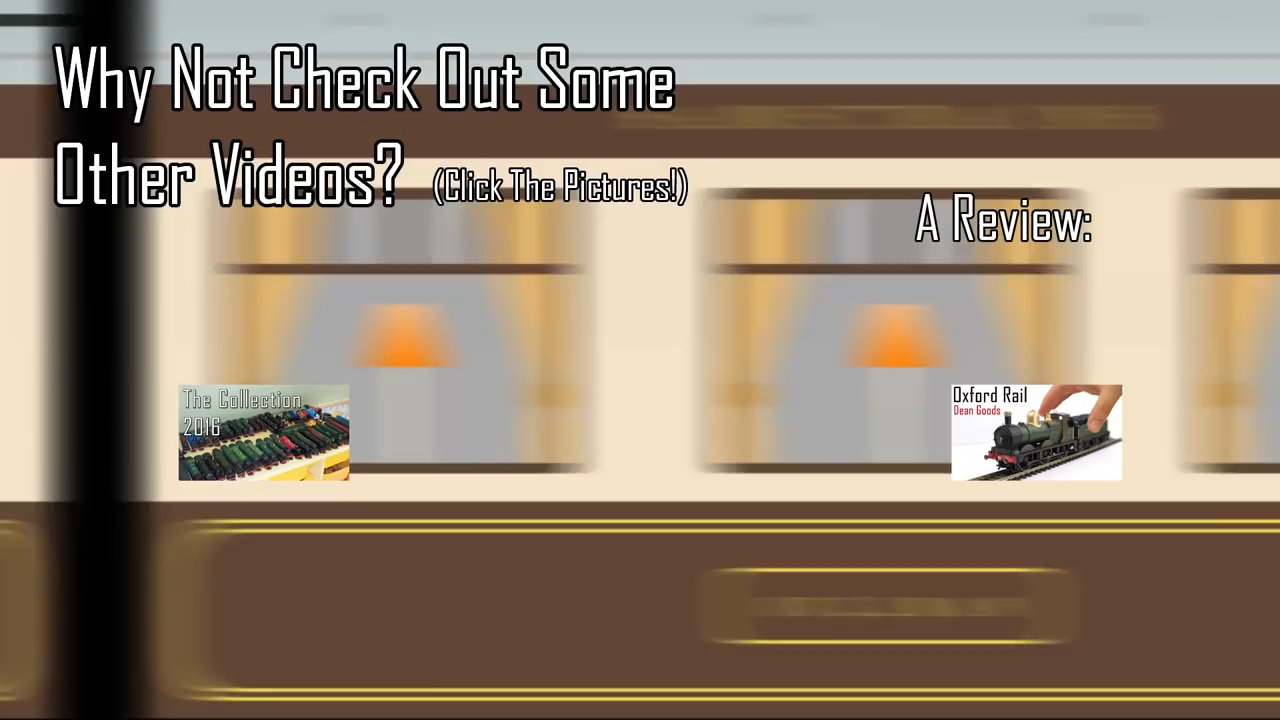 Why Not Check Out Some
Other Videos? (Click The Pictures!)
A Review:
The Collection
2016
Oxford Rail
Dean Goods